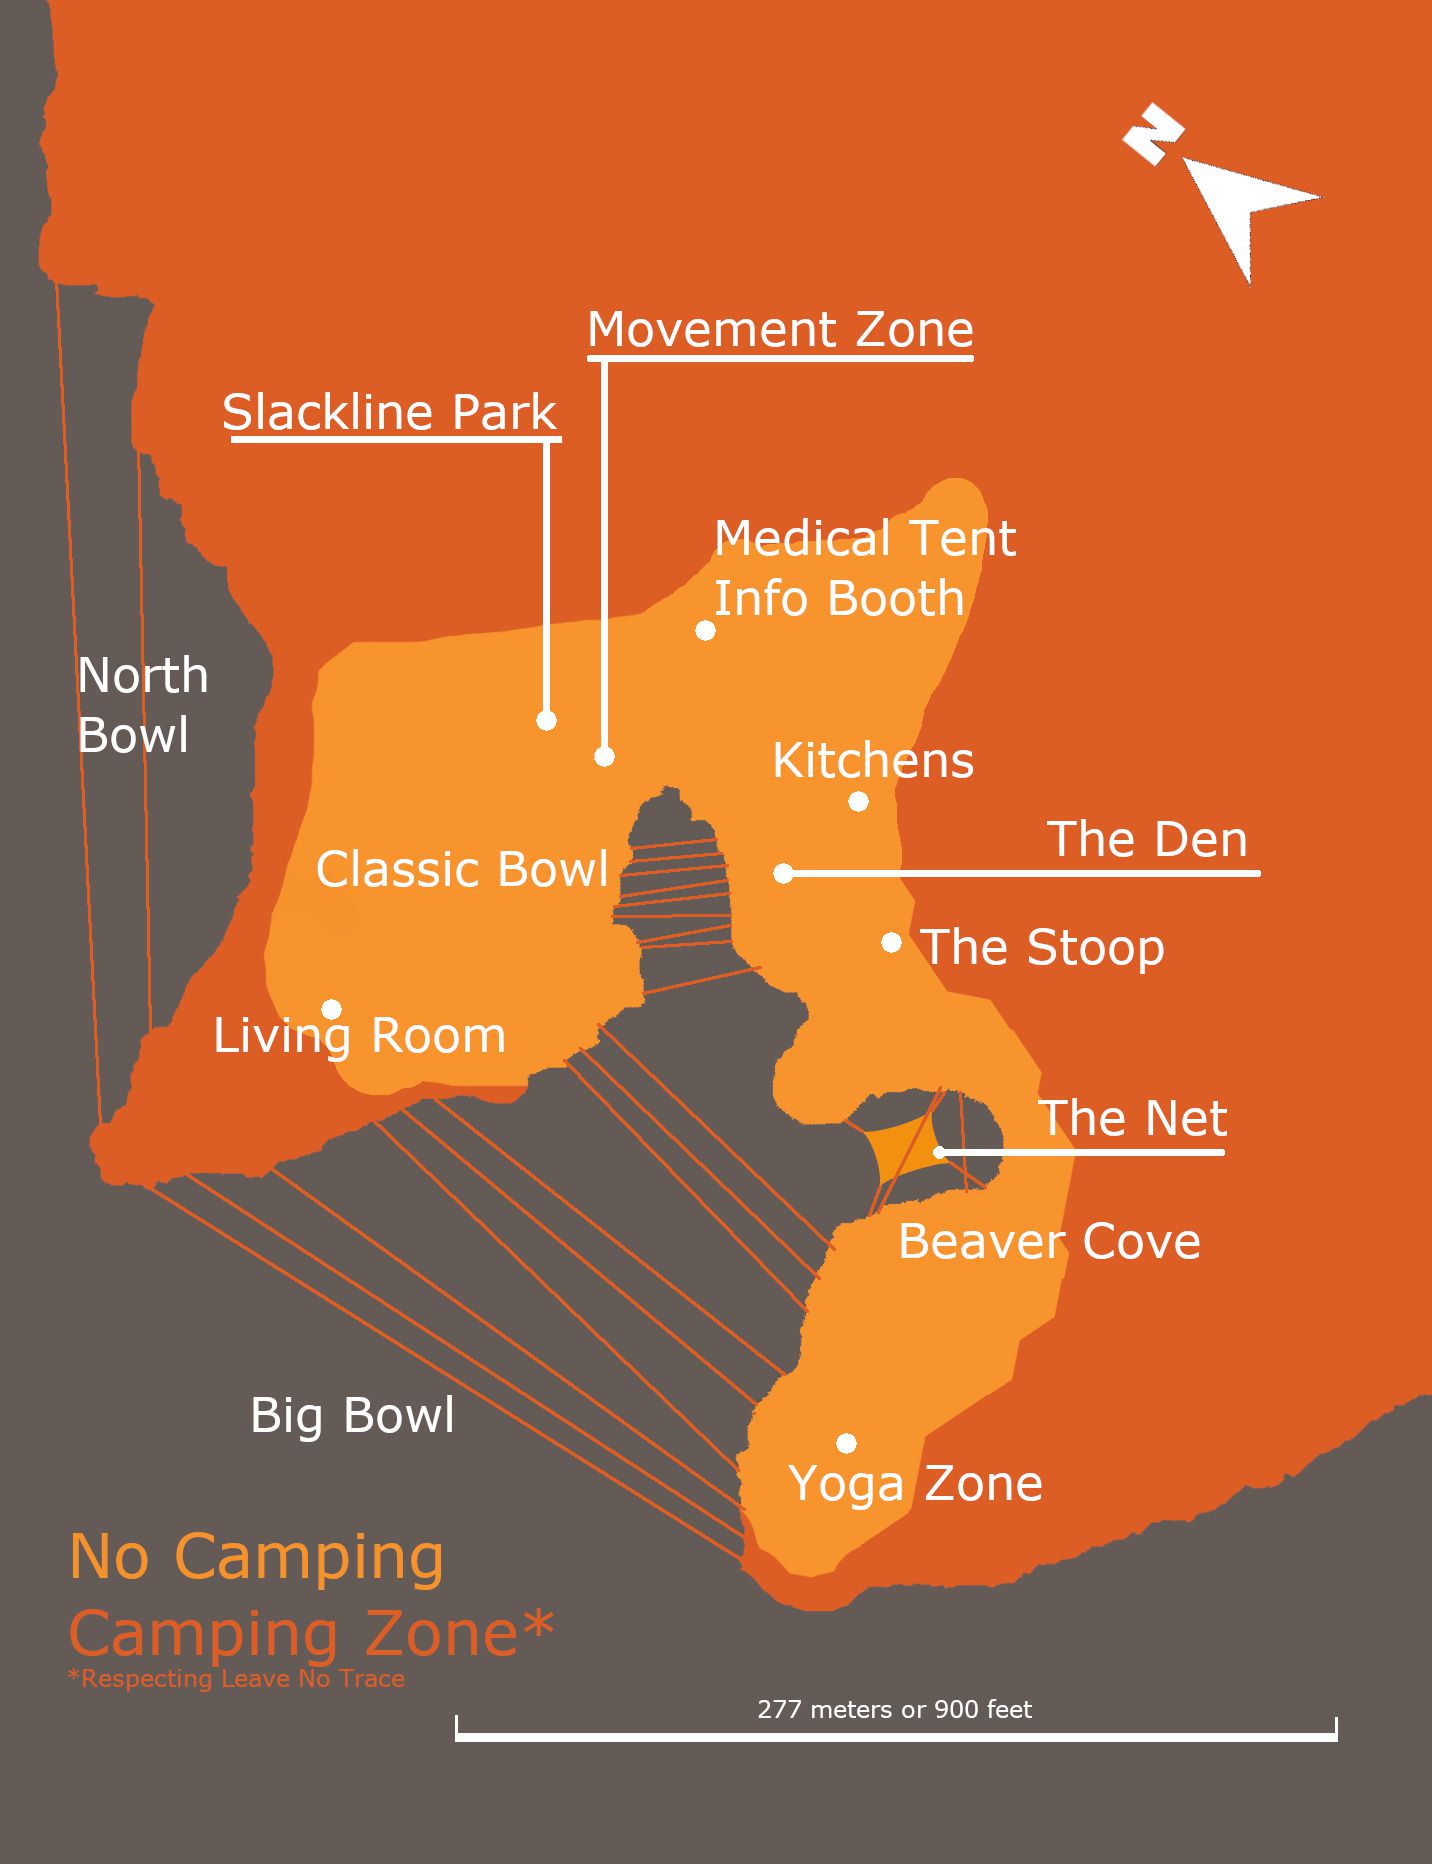 N
Movement Zone
Slackline Park
Medical Tent
Info Booth
North
Bowl
Kitchens
The Den
Classic Bowl
The Stoop
Living Room
The Net
Beaver Cove
Big Bowl
Yoga Zone
No Camping
Camping Zone*
*Respecting Leave No Trace
277 meters or 900 feet